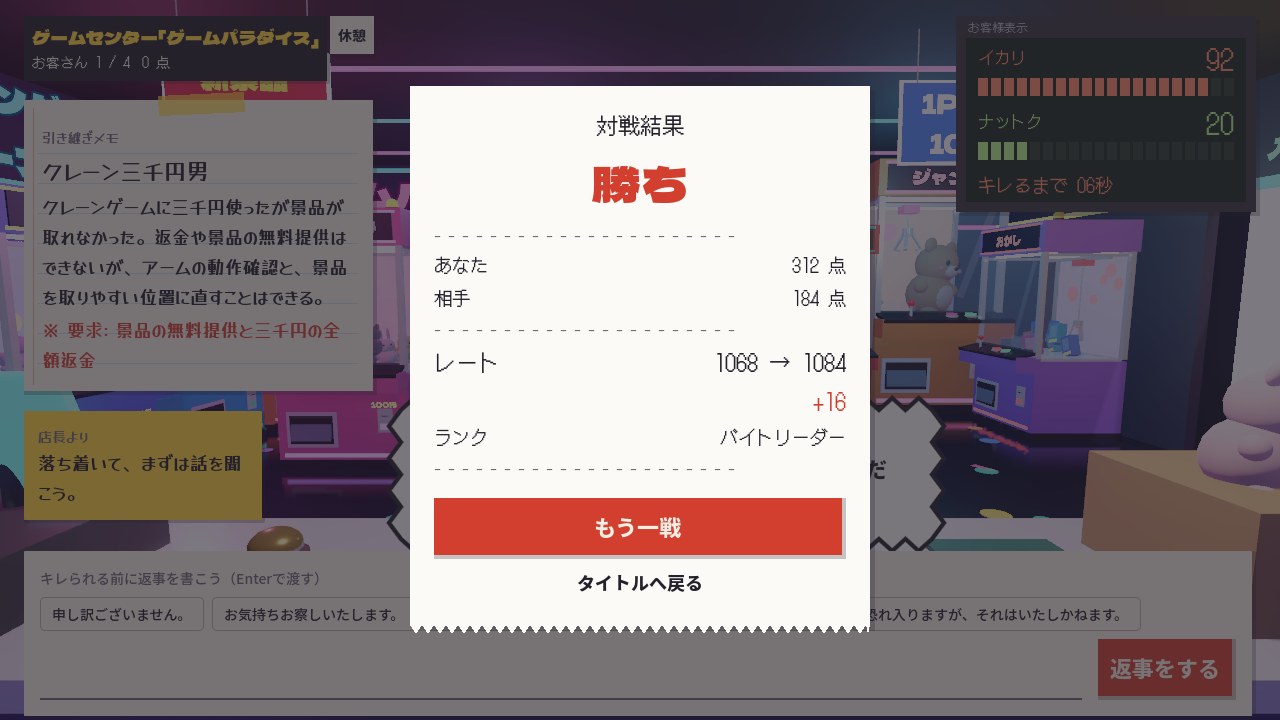 ゲームセンター「ゲームパラダイス」
お客さん 1 / 4  0 点
休憩
引き継ぎメモ
クレーン三千円男
クレーンゲームに三千円使ったが景品が
取れなかった。返金や景品の無料提供は
できないが、アームの動作確認と、景品
を取りやすい位置に直すことはできる。
※ 要求: 景品の無料提供と三千円の全
額返金
店長より
落ち着いて、まずは話を聞
こう。
対戦結果
勝ち
あなた 312 点
相手 184 点
レート 1068 → 1084
+16
ランク バイトリーダー
もう一戦
タイトルへ戻る
お客様表示
イカリ 92
ナットク 20
キレるまで 06秒
1P
10
ジャン
おかし
100円
だ
キレられる前に返事を書こう（Enterで渡す）
申し訳ございません。
お気持ちお察しいたします。
恐れ入りますが、それはいたしかねます。
返事をする